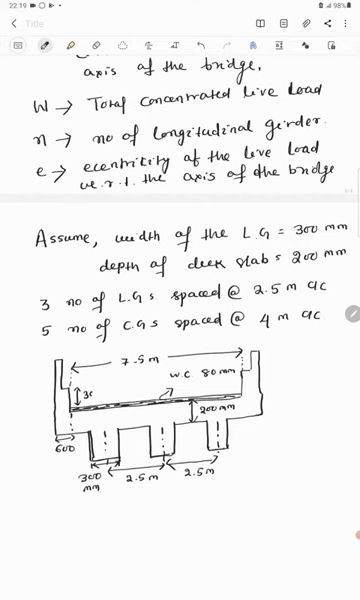 22:19
98%
Title
axis of the bridge.
W → Total concentrated live load
n → no of longitudinal girder.
e → ecentricity of the live load
w.r.t. the axis of the bridge
Assume, width of the L.G = 300 mm
depth of deck slab = 200 mm
3 no of L.Gs spaced @ 2.5 m c/c
5 no of C.Gs spaced @ 4 m c/c
7.5 m
W.C. 80 mm
200 mm
600
300 mm
2.5 m
2.5 m